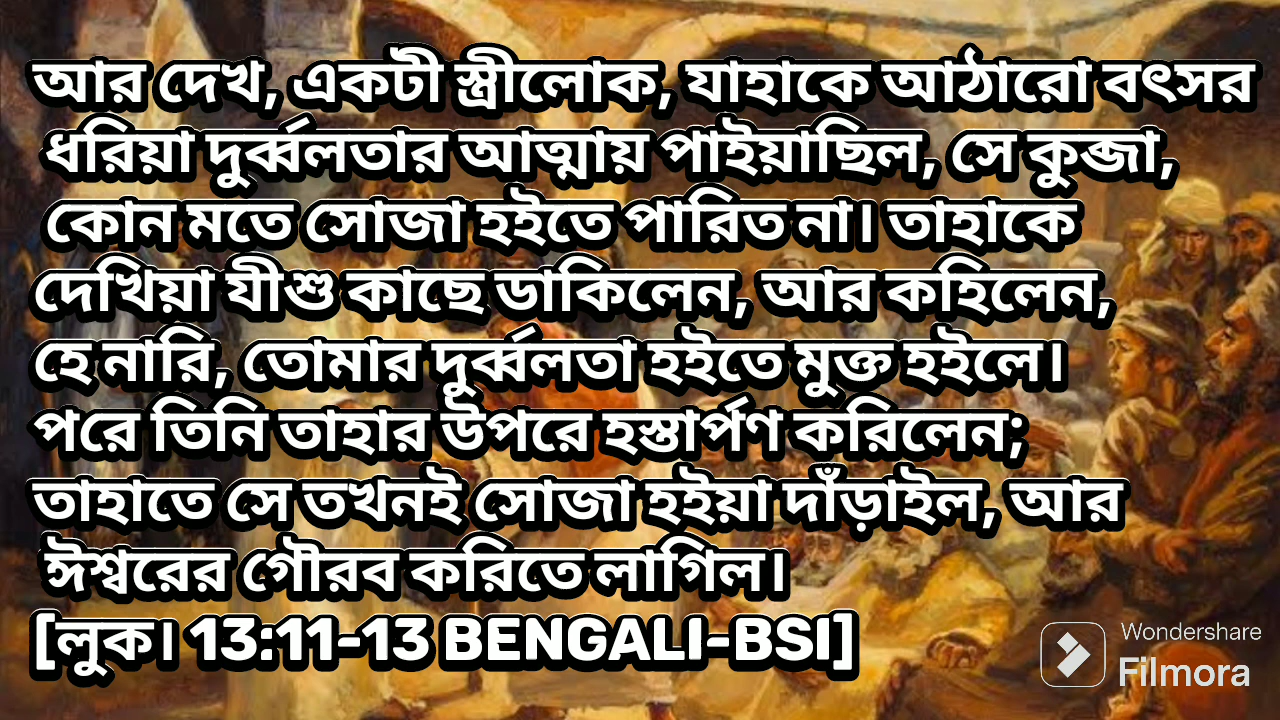 আর দেখ, একটী স্ত্রীলোক, যাহাকে আঠারো বৎসর
ধরিয়া দুর্ব্বলতার আত্মায় পাইয়াছিল, সে কুব্জা,
কোন মতে সোজা হইতে পারিত না। তাহাকে
দেখিয়া যীশু কাছে ডাকিলেন, আর কহিলেন,
হে নারি, তোমার দুর্ব্বলতা হইতে মুক্ত হইলে।
পরে তিনি তাহার উপরে হস্তার্পণ করিলেন;
তাহাতে সে তখনই সোজা হইয়া দাঁড়াইল, আর
ঈশ্বরের গৌরব করিতে লাগিল।
[লুক। 13:11-13 BENGALI-BSI]
Wondershare
Filmora